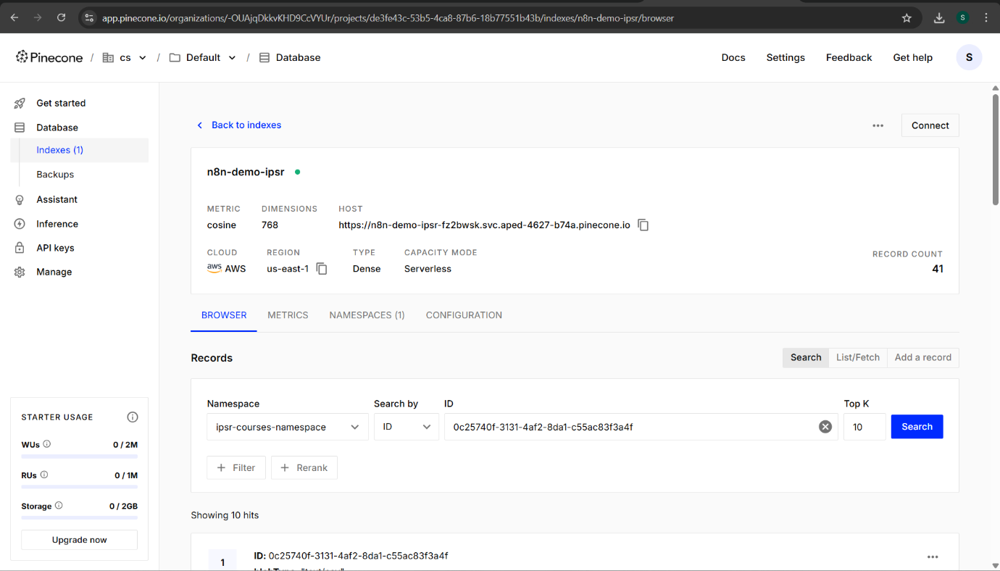 app.pinecone.io/organizations/-OUAjqDkkvKHD9CcVYUr/projects/de3fe43c-53b5-4ca8-87b6-18b77551b43b/indexes/n8n-demo-ipsr/browser
S
Pinecone / cs / Default / Database
Docs Settings Feedback Get help S
Get started
Database
Indexes (1)
Backups
Assistant
Inference
API keys
Manage
STARTER USAGE
WUs 0 / 2M
RUs 0 / 1M
Storage 0 / 2GB
Upgrade now
Back to indexes
Connect
n8n-demo-ipsr
METRIC DIMENSIONS HOST
cosine 768 https://n8n-demo-ipsr-fz2bwsk.svc.aped-4627-b74a.pinecone.io
CLOUD REGION TYPE CAPACITY MODE RECORD COUNT
aws AWS us-east-1 Dense Serverless 41
BROWSER METRICS NAMESPACES (1) CONFIGURATION
Records Search List/Fetch Add a record
Namespace Search by ID Top K
ipsr-courses-namespace ID 0c25740f-3131-4af2-8da1-c55ac83f3a4f 10 Search
+ Filter + Rerank
Showing 10 hits
1 ID: 0c25740f-3131-4af2-8da1-c55ac83f3a4f